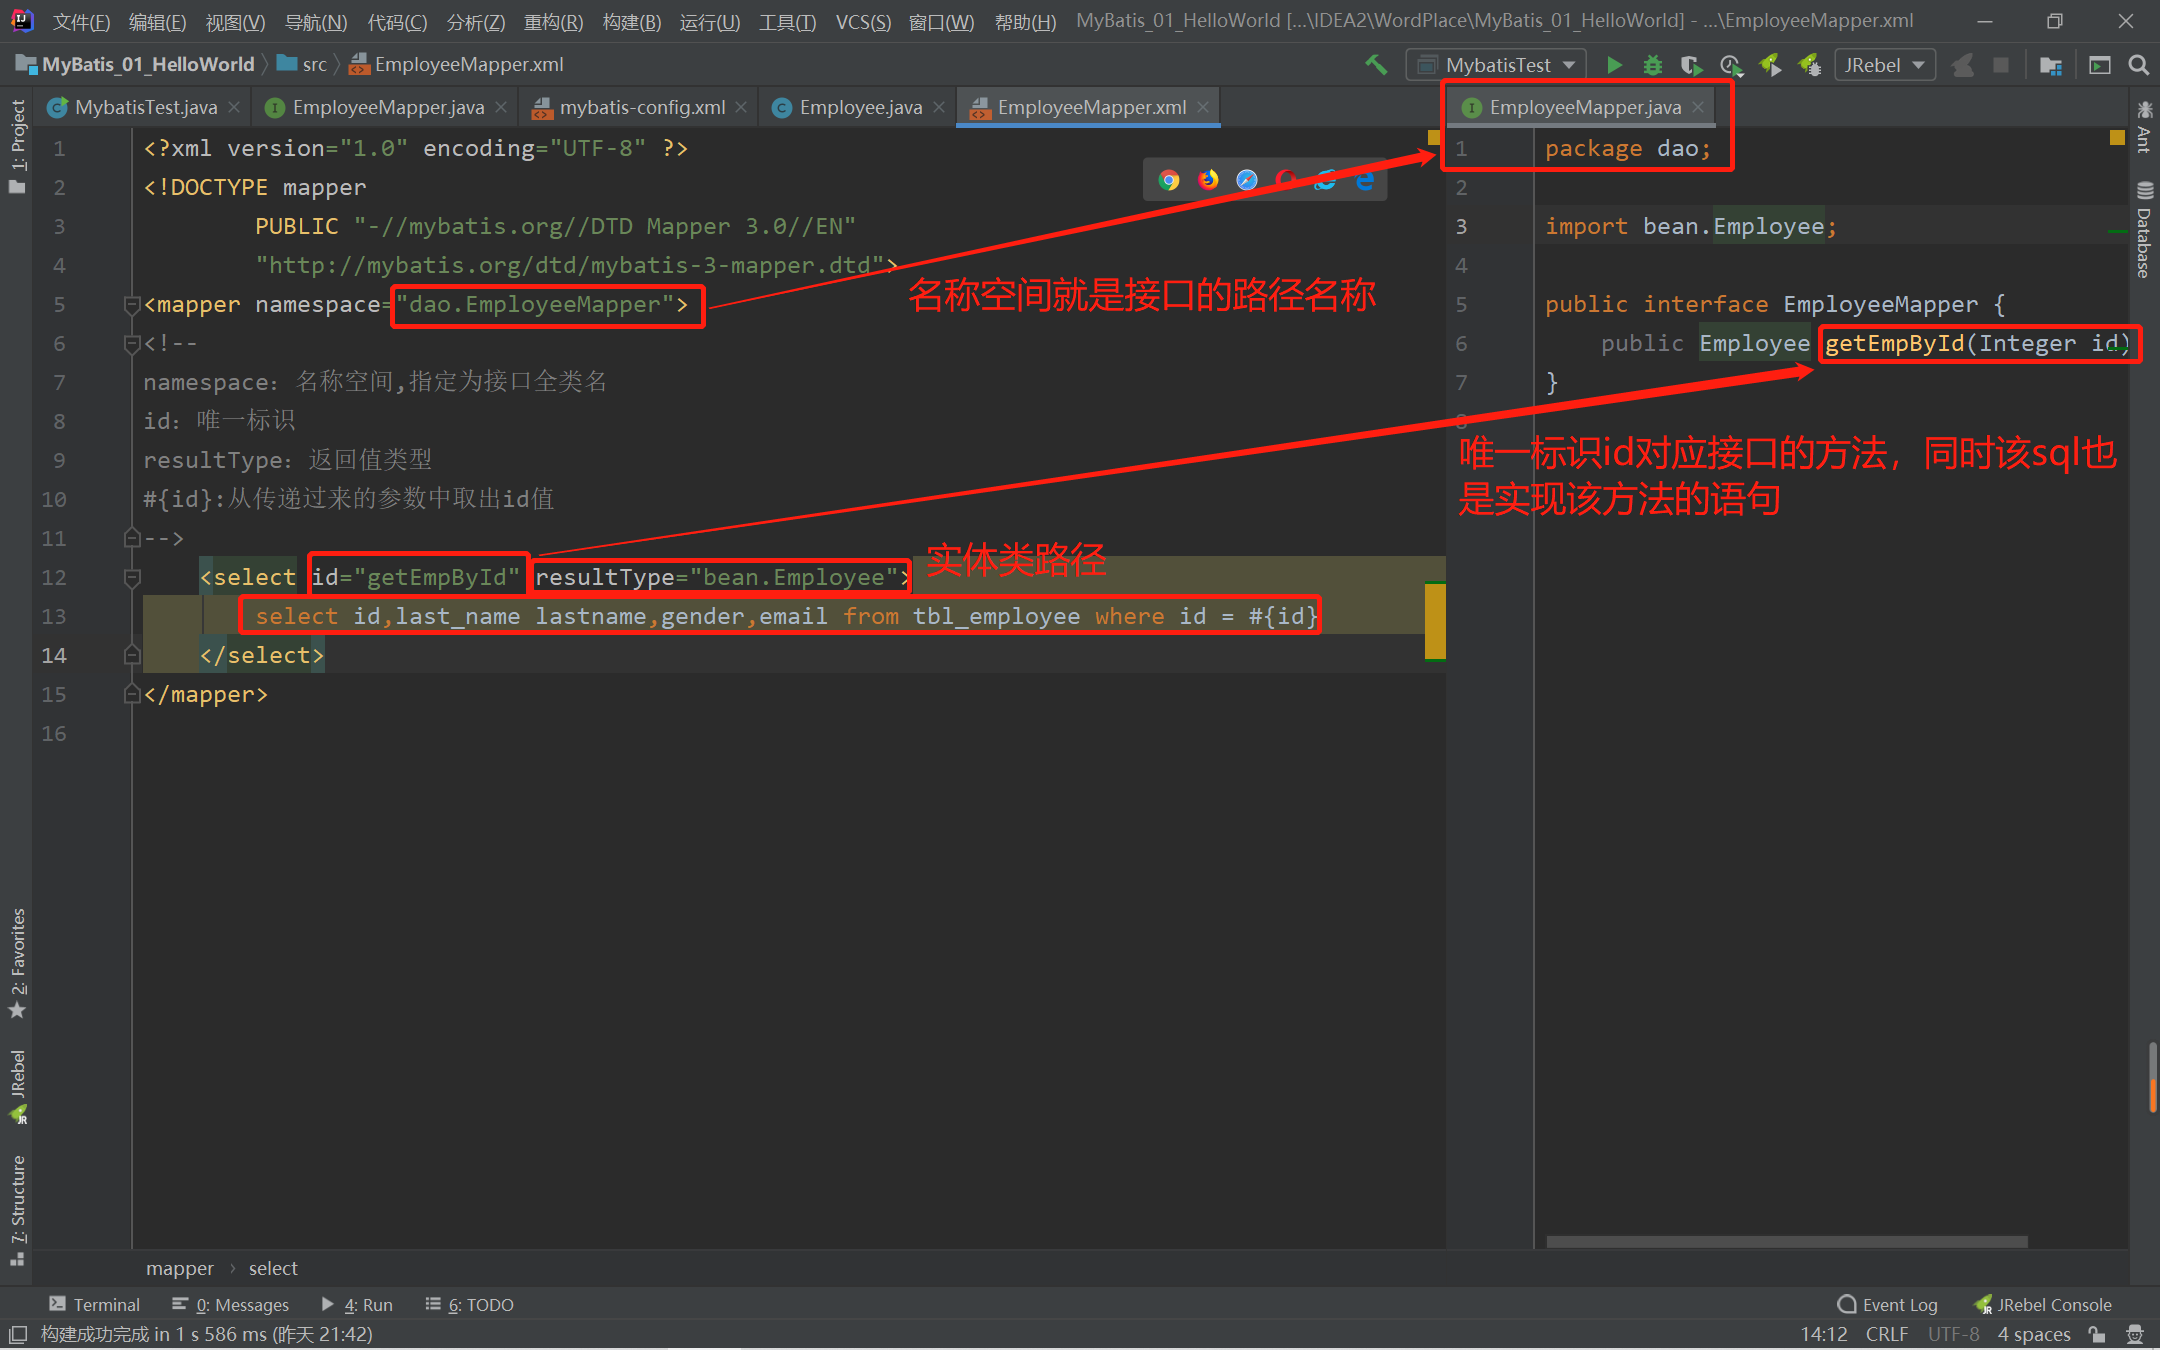 文件(F) 编辑(E) 视图(V) 导航(N) 代码(C) 分析(Z) 重构(R) 构建(B) 运行(U) 工具(T) VCS(S) 窗口(W) 帮助(H) MyBatis_01_HelloWorld [...\IDEA2\WordPlace\MyBatis_01_HelloWorld] - ...\EmployeeMapper.xml
MyBatis_01_HelloWorld src EmployeeMapper.xml MybatisTest JRebel
MybatisTest.java EmployeeMapper.java mybatis-config.xml Employee.java EmployeeMapper.xml EmployeeMapper.java
1: Project
2: Favorites
JRebel
7: Structure
1 <?xml version="1.0" encoding="UTF-8" ?>
2 <!DOCTYPE mapper
3 PUBLIC "-//mybatis.org//DTD Mapper 3.0//EN"
4 "http://mybatis.org/dtd/mybatis-3-mapper.dtd">
5 <mapper namespace="dao.EmployeeMapper">
6 <!--
7 namespace: 名称空间,指定为接口全类名
8 id: 唯一标识
9 resultType: 返回值类型
10 #{id}:从传递过来的参数中取出id值
11 -->
12 <select id="getEmpById" resultType="bean.Employee">
13 select id,last_name lastname,gender,email from tbl_employee where id = #{id}
14 </select>
15 </mapper>
16
名称空间就是接口的路径名称
实体类路径
1 package dao;
2
3 import bean.Employee;
4
5 public interface EmployeeMapper {
6 public Employee getEmpById(Integer id)
7 }
8
唯一标识id对应接口的方法，同时该sql也
是实现该方法的语句
Ant
Database
mapper › select
Terminal 0: Messages 4: Run 6: TODO Event Log JRebel Console
构建成功完成 in 1 s 586 ms (昨天 21:42) 14:12 CRLF UTF-8 4 spaces